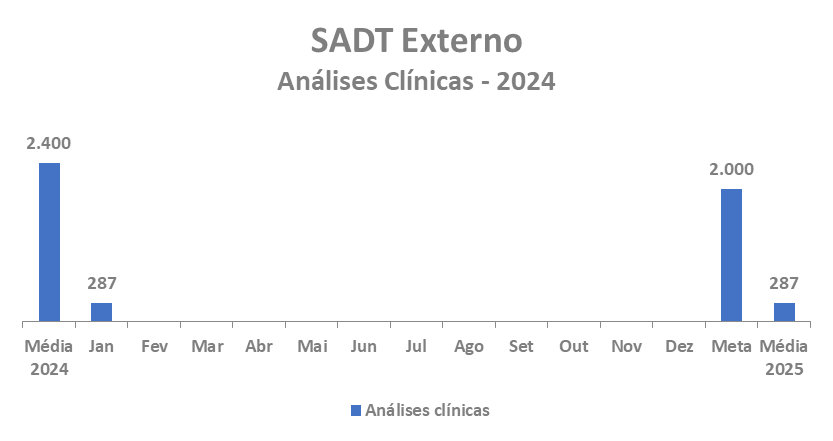 SADT Externo
Análises Clínicas - 2024
2.400
287
2.000
287
Média 2024
Jan
Fev
Mar
Abr
Mai
Jun
Jul
Ago
Set
Out
Nov
Dez
Meta
Média 2025
Análises clínicas